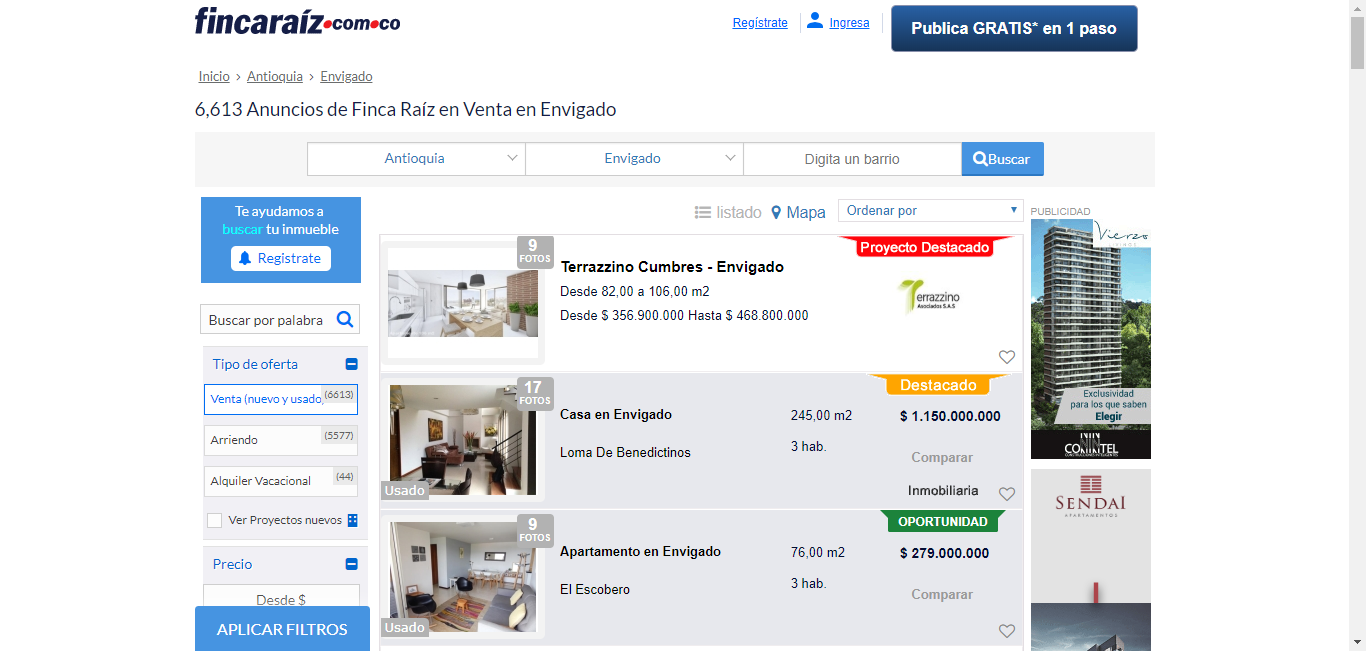 fincaraíz.com.co
Regístrate
Ingresa
Publica GRATIS* en 1 paso
Inicio > Antioquia > Envigado
6,613 Anuncios de Finca Raíz en Venta en Envigado
Antioquia
Envigado
Digita un barrio
Buscar
Te ayudamos a
buscar tu inmueble
Registrate
Buscar por palabra
Tipo de oferta
Venta (nuevo y usado)
(6613)
Arriendo
(5577)
Alquiler Vacacional
(44)
Ver Proyectos nuevos
Precio
Desde $
APLICAR FILTROS
listado
Mapa
Ordenar por
9
FOTOS
Terrazzino Cumbres - Envigado
Desde 82,00 a 106,00 m2
Desde $ 356.900.000 Hasta $ 468.800.000
Proyecto Destacado
Terrazzino
Asociados S.A.S
17
FOTOS
Usado
Casa en Envigado
Loma De Benedictinos
245,00 m2
3 hab.
Destacado
$ 1.150.000.000
Comparar
Inmobiliaria
9
FOTOS
Usado
Apartamento en Envigado
El Escobero
76,00 m2
3 hab.
OPORTUNIDAD
$ 279.000.000
Comparar
PUBLICIDAD
Vierzo
Exclusividad
para los que saben
Elegir
CONINTEL
CONSTRUCCIONES INTELIGENTES
SENDAI
APARTAMENTOS